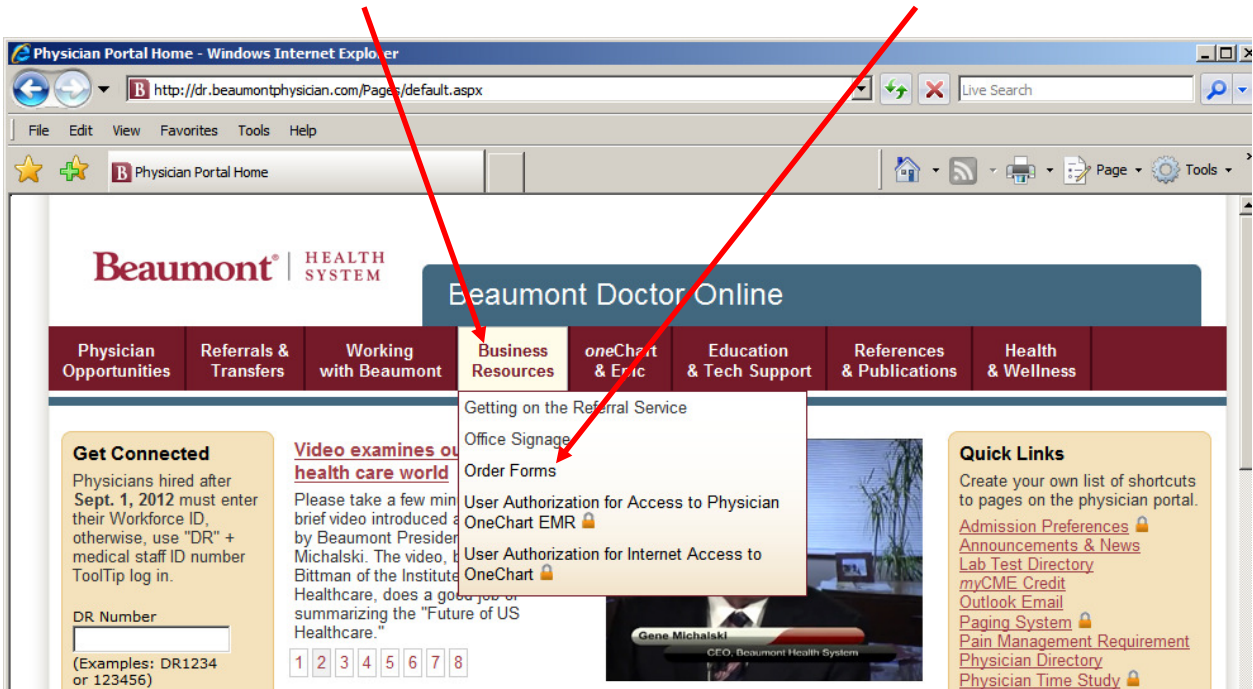 Physician Portal Home - Windows Internet Explorer
http://dr.beaumontphysician.com/Pages/default.aspx
Live Search
File Edit View Favorites Tools Help
Physician Portal Home
Page Tools
Beaumont® | HEALTH SYSTEM
Beaumont Doctor Online
Physician Opportunities
Referrals & Transfers
Working with Beaumont
Business Resources
oneChart & Epic
Education & Tech Support
References & Publications
Health & Wellness
Getting on the Referral Service
Office Signage
Order Forms
User Authorization for Access to Physician
OneChart EMR
User Authorization for Internet Access to
OneChart
Get Connected
Physicians hired after
Sept. 1, 2012 must enter
their Workforce ID,
otherwise, use "DR" +
medical staff ID number
ToolTip log in.
DR Number
(Examples: DR1234
or 123456)
Video examines
health care world
Please take a few
brief video introduced
by Beaumont
Michalski. The video,
Bittman of the Institute
Healthcare, does a good job of
summarizing the "Future of US
Healthcare."
1 2 3 4 5 6 7 8
Gene Michalski
CEO, Beaumont Health System
Quick Links
Create your own list of shortcuts
to pages on the physician portal.
Admission Preferences
Announcements & News
Lab Test Directory
myCME Credit
Outlook Email
Paging System
Pain Management Requirement
Physician Directory
Physician Time Study